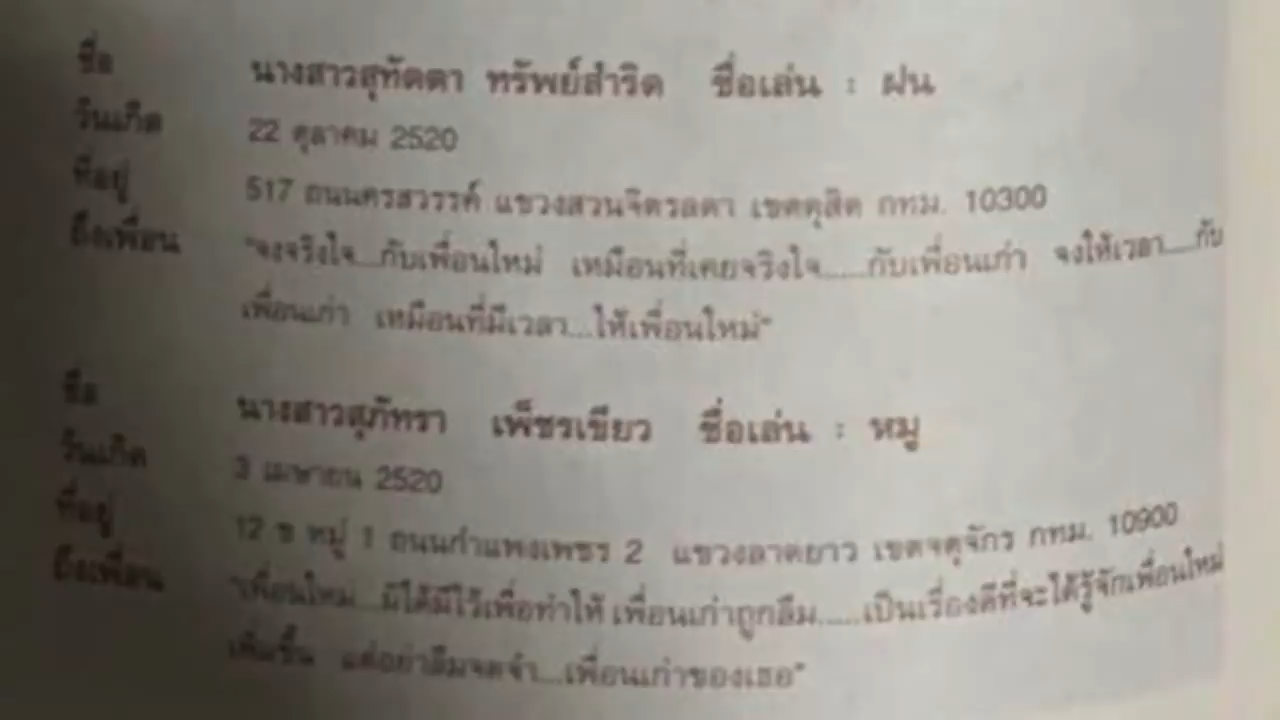 ชื่อ นางสาวสุทัตตา ทรัพย์สำริด ชื่อเล่น : ฝน
วันเกิด 22 ตุลาคม 2520
ที่อยู่ 517 ถนนนครสวรรค์ แขวงสวนจิตรลดา เขตดุสิต กทม. 10300
ถึงเพื่อน "จงจริงใจ....กับเพื่อนใหม่ เหมือนที่เคยจริงใจ......กับเพื่อนเก่า จงให้เวลา.....กับ
เพื่อนเก่า เหมือนที่มีเวลา....ให้เพื่อนใหม่"
ชื่อ นางสาวสุภัทรา เพ็ชรเขียว ชื่อเล่น : หมู
วันเกิด 3 เมษายน 2520
ที่อยู่ 12 ข หมู่ 1 ถนนกำแพงเพชร 2 แขวงลาดยาว เขตจตุจักร กทม. 10900
ถึงเพื่อน "เพื่อนใหม่....มิได้มีไว้เพื่อทำให้ เพื่อนเก่าถูกลืม......เป็นเรื่องดีที่จะได้รู้จักเพื่อนใหม่
เพิ่มขึ้น แต่อย่าลืมจดจำ....เพื่อนเก่าของเธอ"